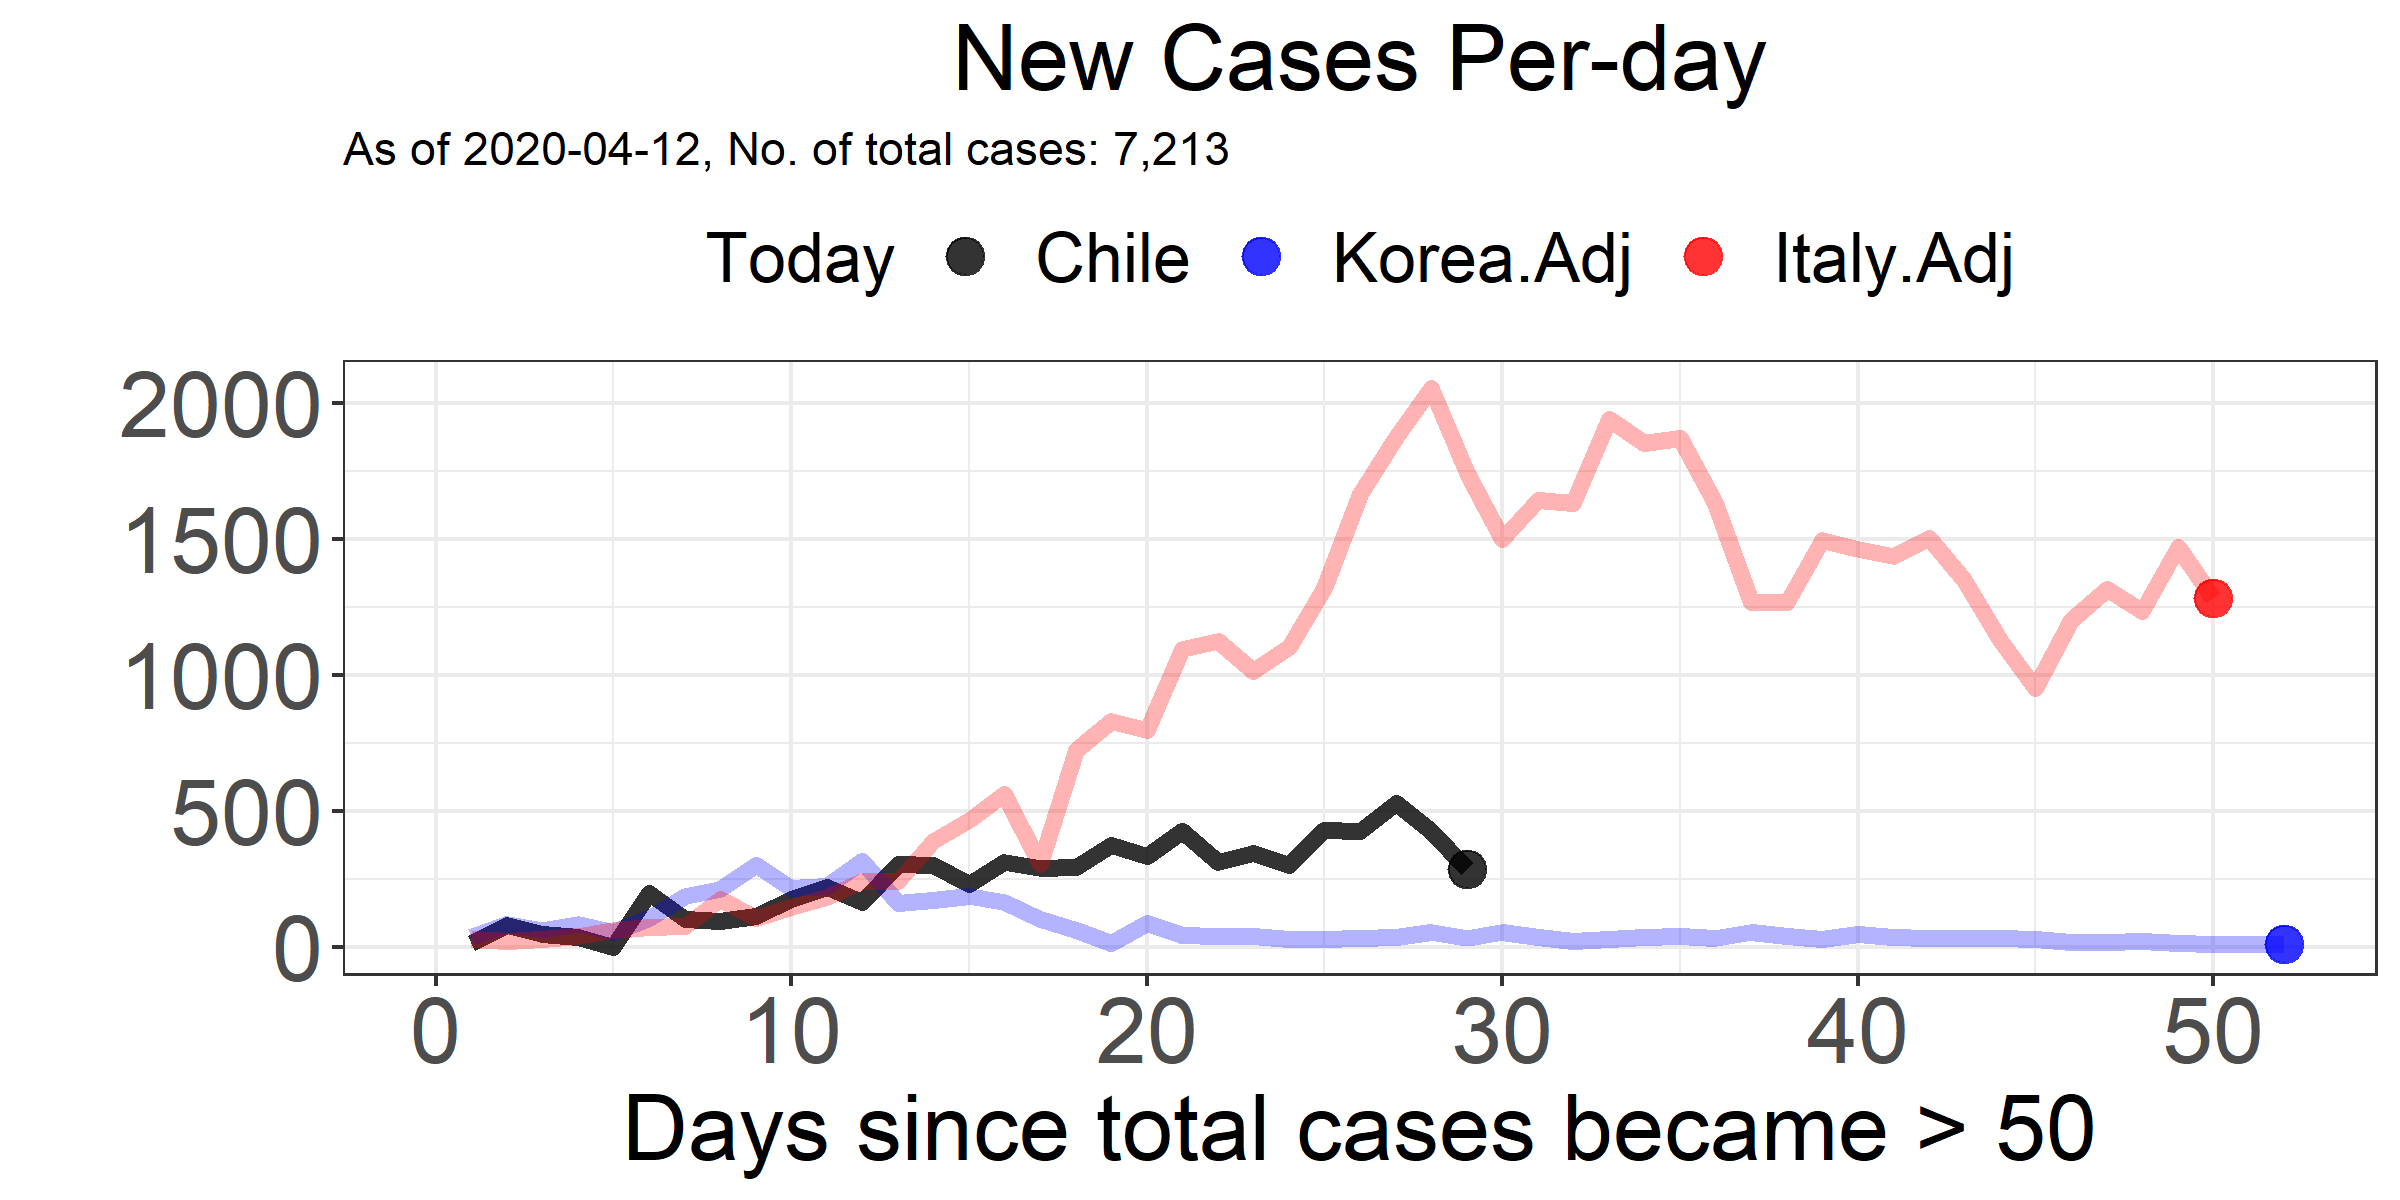 New Cases Per-day
As of 2020-04-12, No. of total cases: 7,213
Today Chile Korea.Adj Italy.Adj
2000
1500
1000
500
0
0 10 20 30 40 50
Days since total cases became > 50